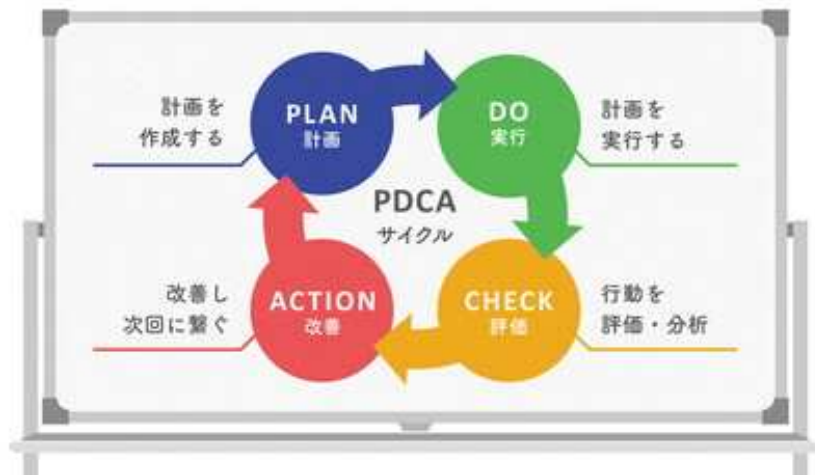 計画を
作成する
PLAN
計画
DO
実行
計画を
実行する
PDCA
サイクル
改善し
次回に繋ぐ
ACTION
改善
CHECK
評価
行動を
評価・分析